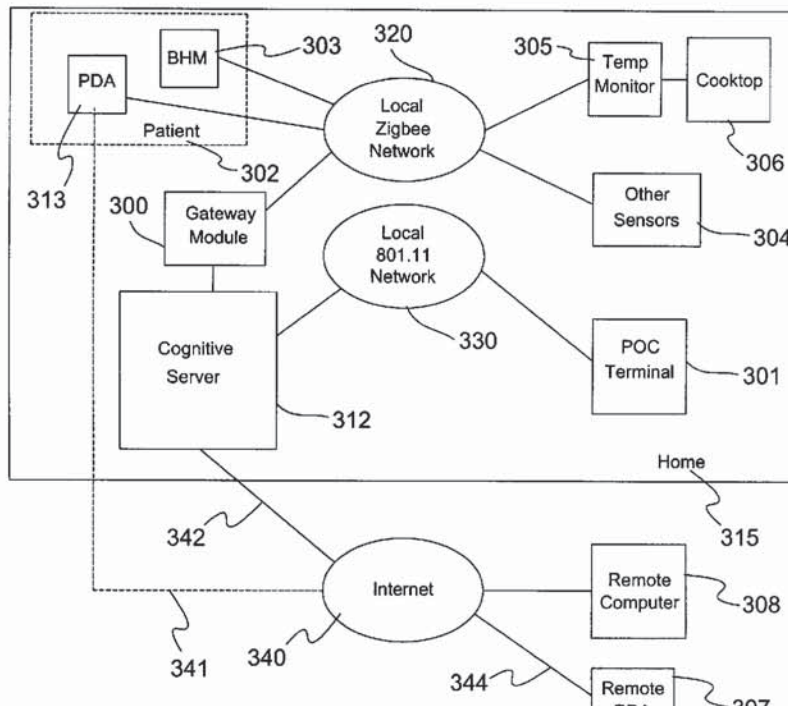 BHM
303
320
305
Temp
Monitor
Cooktop
PDA
Local
Zigbee
Network
Patient
302
306
313
300
Gateway
Module
Other
Sensors
304
Local
801.11
Network
330
Cognitive
Server
312
POC
Terminal
301
Home
315
342
Internet
340
341
Remote
Computer
308
344
Remote
307